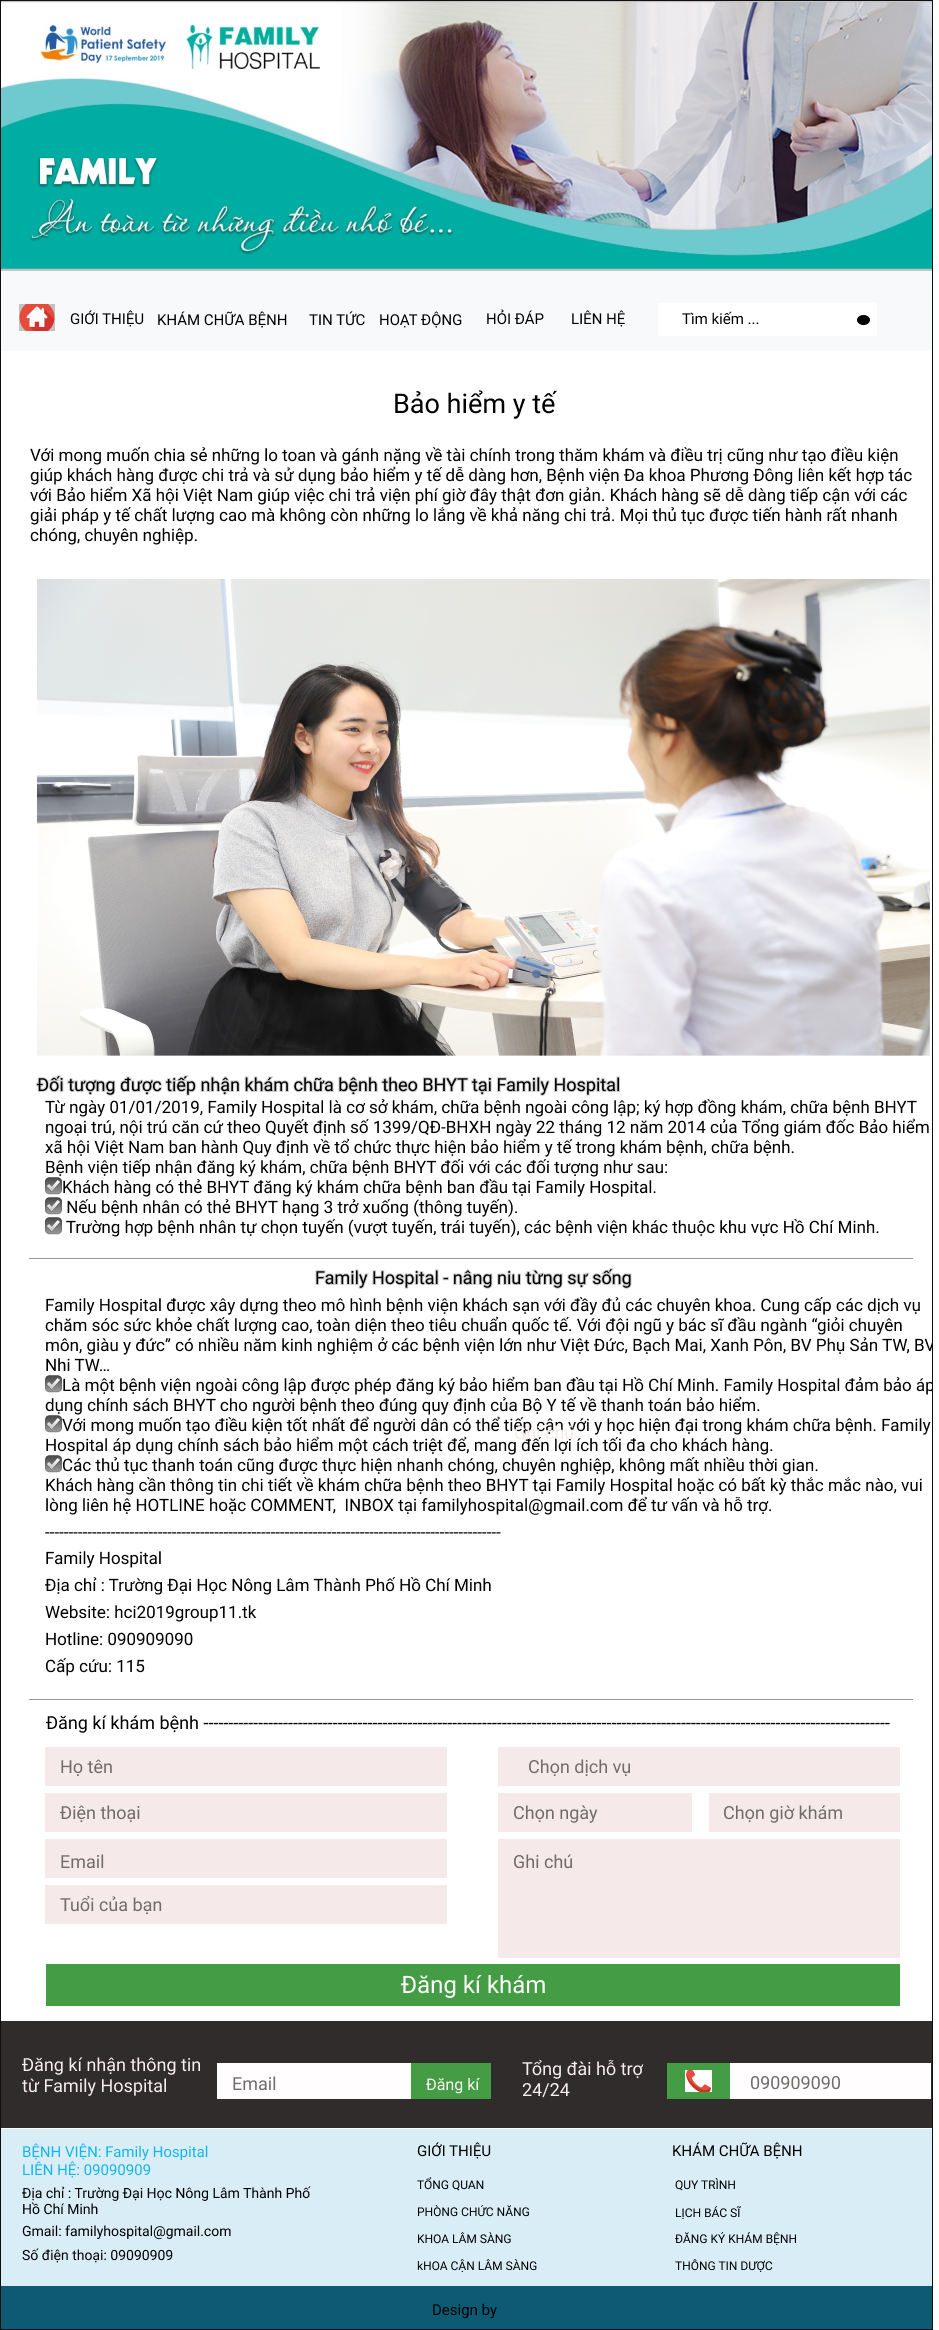 World
Patient Safety
Day 17 September 2019
FAMILY
HOSPITAL
FAMILY
An toàn từ những điều nhỏ bé...
GIỚI THIỆU KHÁM CHỮA BỆNH TIN TỨC HOẠT ĐỘNG HỎI ĐÁP LIÊN HỆ Tìm kiếm ...
Bảo hiểm y tế
Với mong muốn chia sẻ những lo toan và gánh nặng về tài chính trong thăm khám và điều trị cũng như tạo điều kiện
giúp khách hàng được chi trả và sử dụng bảo hiểm y tế dễ dàng hơn, Bệnh viện Đa khoa Phương Đông liên kết hợp tác
với Bảo hiểm Xã hội Việt Nam giúp việc chi trả viện phí giờ đây thật đơn giản. Khách hàng sẽ dễ dàng tiếp cận với các
giải pháp y tế chất lượng cao mà không còn những lo lắng về khả năng chi trả. Mọi thủ tục được tiến hành rất nhanh
chóng, chuyên nghiệp.
Đối tượng được tiếp nhận khám chữa bệnh theo BHYT tại Family Hospital
Từ ngày 01/01/2019, Family Hospital là cơ sở khám, chữa bệnh ngoài công lập; ký hợp đồng khám, chữa bệnh BHYT
ngoại trú, nội trú căn cứ theo Quyết định số 1399/QĐ-BHXH ngày 22 tháng 12 năm 2014 của Tổng giám đốc Bảo hiểm
xã hội Việt Nam ban hành Quy định về tổ chức thực hiện bảo hiểm y tế trong khám bệnh, chữa bệnh.
Bệnh viện tiếp nhận đăng ký khám, chữa bệnh BHYT đối với các đối tượng như sau:
Khách hàng có thẻ BHYT đăng ký khám chữa bệnh ban đầu tại Family Hospital.
Nếu bệnh nhân có thẻ BHYT hạng 3 trở xuống (thông tuyến).
Trường hợp bệnh nhân tự chọn tuyến (vượt tuyến, trái tuyến), các bệnh viện khác thuộc khu vực Hồ Chí Minh.
Family Hospital - nâng niu từng sự sống
Family Hospital được xây dựng theo mô hình bệnh viện khách sạn với đầy đủ các chuyên khoa. Cung cấp các dịch vụ
chăm sóc sức khỏe chất lượng cao, toàn diện theo tiêu chuẩn quốc tế. Với đội ngũ y bác sĩ đầu ngành “giỏi chuyên
môn, giàu y đức” có nhiều năm kinh nghiệm ở các bệnh viện lớn như Việt Đức, Bạch Mai, Xanh Pôn, BV Phụ Sản TW, BV
Nhi TW…
Là một bệnh viện ngoài công lập được phép đăng ký bảo hiểm ban đầu tại Hồ Chí Minh. Family Hospital đảm bảo áp
dụng chính sách BHYT cho người bệnh theo đúng quy định của Bộ Y tế về thanh toán bảo hiểm.
Với mong muốn tạo điều kiện tốt nhất để người dân có thể tiếp cận với y học hiện đại trong khám chữa bệnh. Family
Hospital áp dụng chính sách bảo hiểm một cách triệt để, mang đến lợi ích tối đa cho khách hàng.
Các thủ tục thanh toán cũng được thực hiện nhanh chóng, chuyên nghiệp, không mất nhiều thời gian.
Khách hàng cần thông tin chi tiết về khám chữa bệnh theo BHYT tại Family Hospital hoặc có bất kỳ thắc mắc nào, vui
lòng liên hệ HOTLINE hoặc COMMENT, INBOX tại familyhospital@gmail.com để tư vấn và hỗ trợ.
-------------------------------------------------------------------------------------------------
Family Hospital
Địa chỉ : Trường Đại Học Nông Lâm Thành Phố Hồ Chí Minh
Website: hci2019group11.tk
Hotline: 090909090
Cấp cứu: 115
Đăng kí khám bệnh -----------------------------------------------------------------------------------------------------------------------------------------
Họ tên Chọn dịch vụ
Điện thoại Chọn ngày Chọn giờ khám
Email Ghi chú
Tuổi của bạn
Đăng kí khám
Đăng kí nhận thông tin
từ Family Hospital
Email Đăng kí
Tổng đài hỗ trợ
24/24
090909090
BỆNH VIỆN: Family Hospital
LIÊN HỆ: 09090909
Địa chỉ : Trường Đại Học Nông Lâm Thành Phố
Hồ Chí Minh
Gmail: familyhospital@gmail.com
Số điện thoại: 09090909
GIỚI THIỆU
TỔNG QUAN
PHÒNG CHỨC NĂNG
KHOA LÂM SÀNG
kHOA CẬN LÂM SÀNG
KHÁM CHỮA BỆNH
QUY TRÌNH
LỊCH BÁC SĨ
ĐĂNG KÝ KHÁM BỆNH
THÔNG TIN DƯỢC
Design by